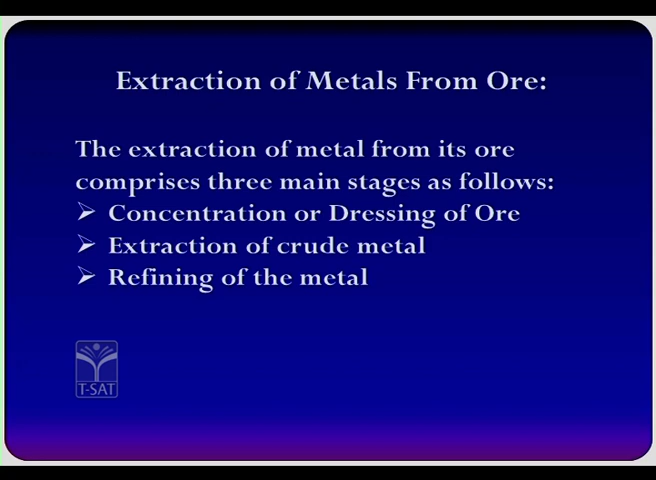 Extraction of Metals From Ore:
The extraction of metal from its ore
comprises three main stages as follows:
➢ Concentration or Dressing of Ore
➢ Extraction of crude metal
➢ Refining of the metal
T-SAT